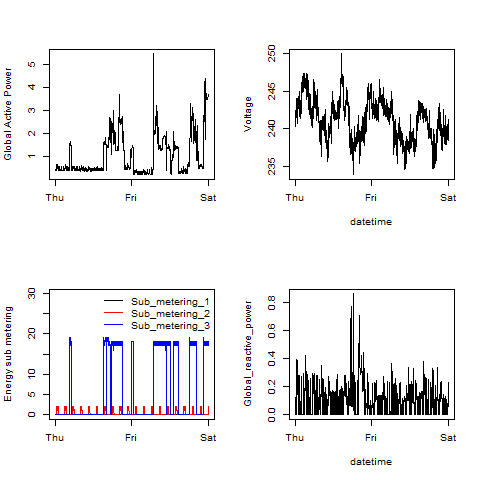 Global Active Power
5
4
3
2
1
Thu Fri Sat
Voltage
250
245
240
235
Thu Fri Sat
datetime
Energy sub metering
30
20
10
5
0
Sub_metering_1
Sub_metering_2
Sub_metering_3
Thu Fri Sat
Global_reactive_power
0.8
0.6
0.4
0.2
0.0
Thu Fri Sat
datetime